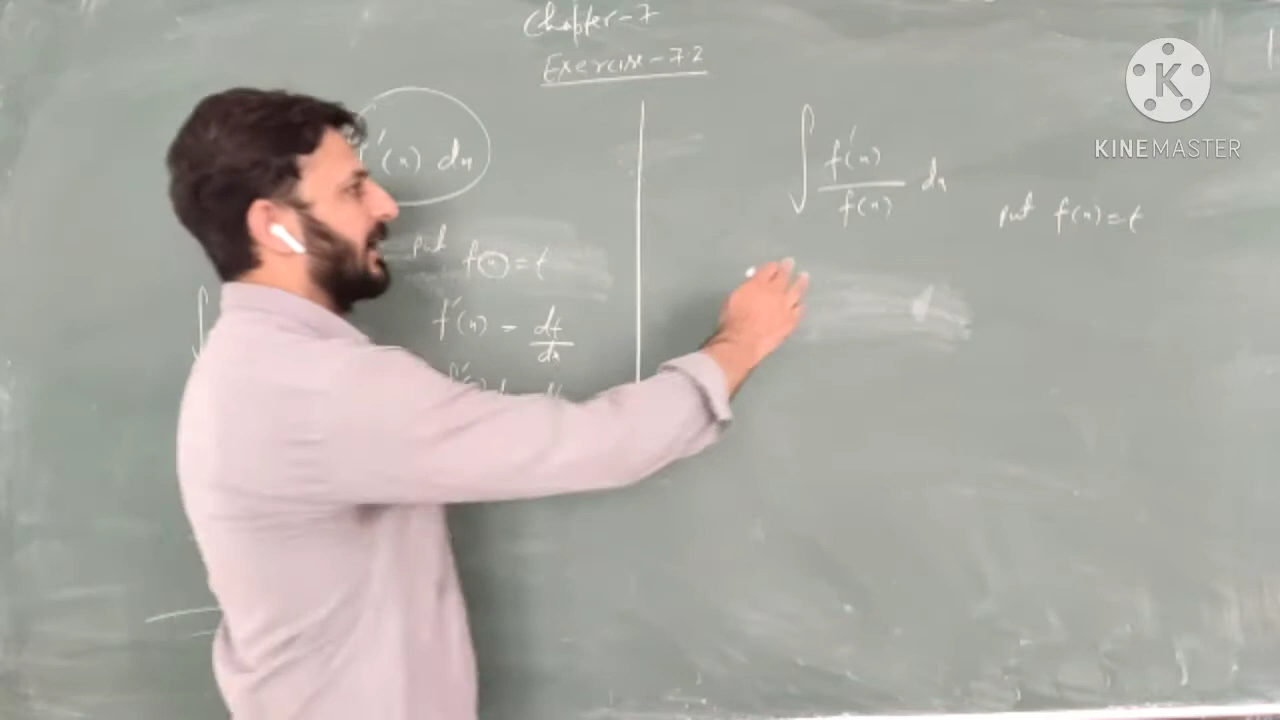 Chapter-7
Exercise-7.2
f'(x) dx
put f(x)=t
f'(x) = dt/dx
∫ f'(x)/f(x) dx
put f(x)=t
KINEMASTER